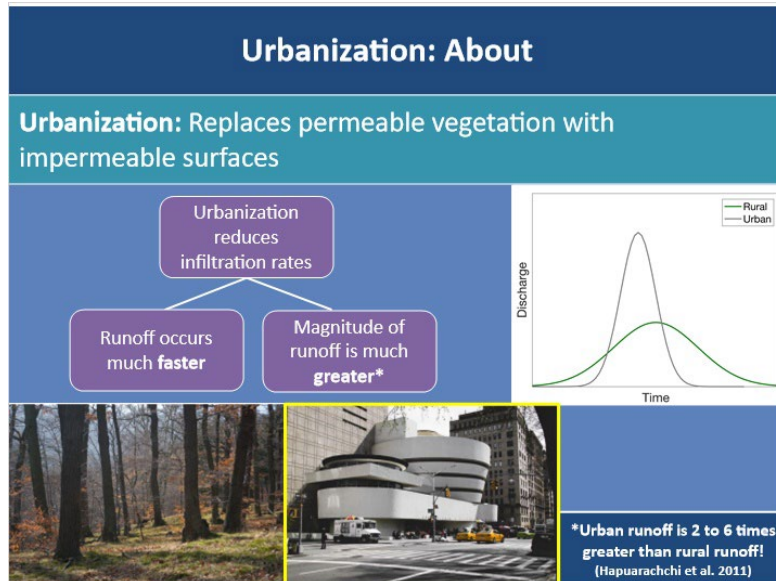 Urbanization: About
Urbanization: Replaces permeable vegetation with
impermeable surfaces
Urbanization
reduces
infiltration rates
Runoff occurs
much faster
Magnitude of
runoff is much
greater*
Rural
Urban
Discharge
Time
*Urban runoff is 2 to 6 times
greater than rural runoff!
(Hapuarachchi et al. 2011)